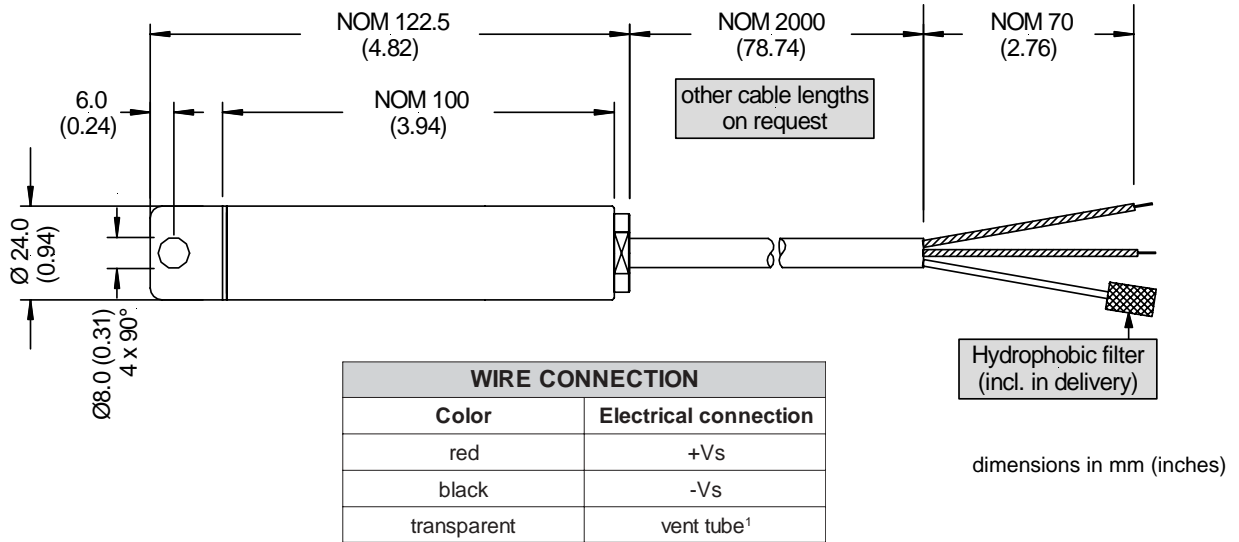 NOM 122.5
(4.82)
NOM 2000
(78.74)
NOM 70
(2.76)
6.0
(0.24)
NOM 100
(3.94)
other cable lengths
on request
Ø 24.0
(0.94)
Ø8.0 (0.31)
4 x 90°
Hydrophobic filter
(incl. in delivery)
WIRE CONNECTION
Color Electrical connection
red +Vs
black -Vs
transparent vent tube¹
dimensions in mm (inches)